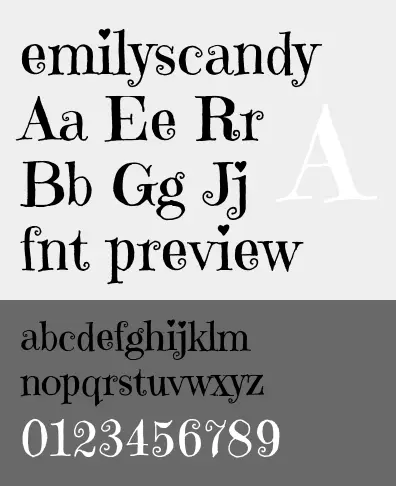 emilyscandy
Aa Ee Rr
A
Bb Gg Jj
fnt preview
abcdefghijklm
nopqrstuvwxyz
0123456789